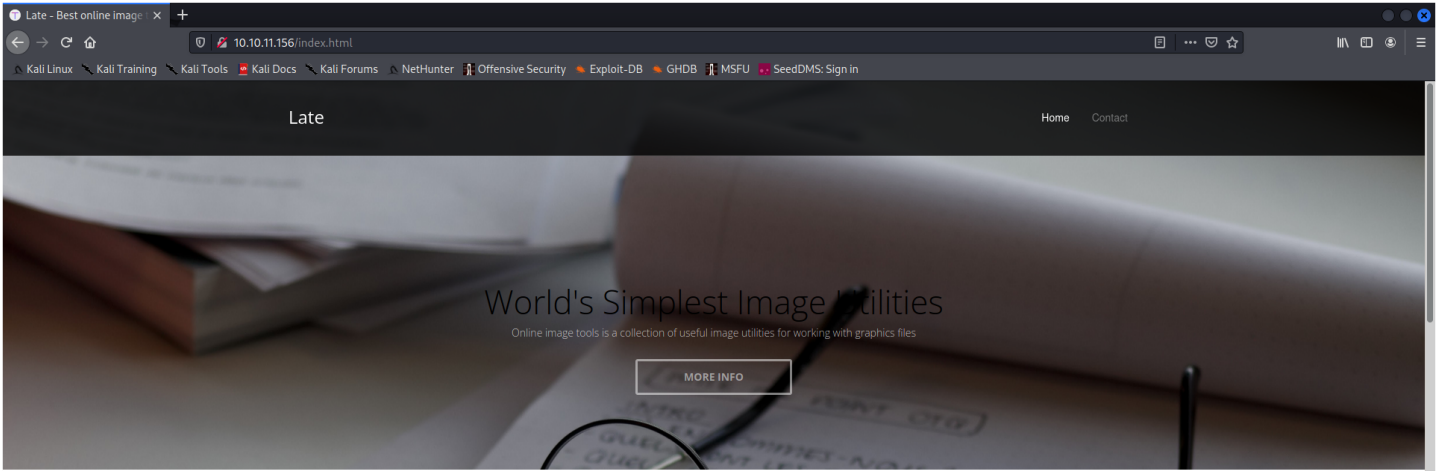 Late - Best online image
10.10.11.156/index.html
Kali Linux Kali Training Kali Tools Kali Docs Kali Forums NetHunter Offensive Security Exploit-DB GHDB MSFU SeedDMS: Sign in
Late Home Contact
World's Simplest Image Utilities
Online image tools is a collection of useful image utilities for working with graphics files
MORE INFO
INTRO